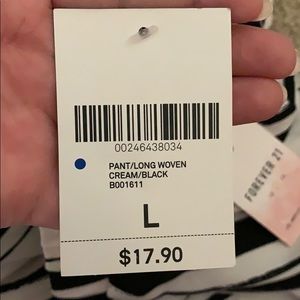 00246438034
PANT/LONG WOVEN
CREAM/BLACK
B001611
L
$17.90
FOREVER 21